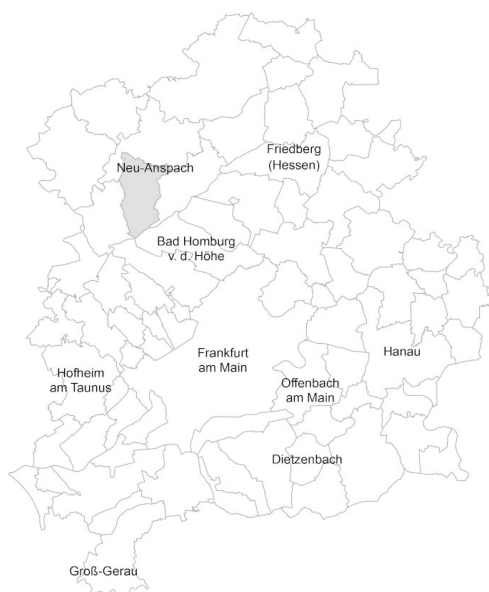 Friedberg
(Hessen)
Neu-Anspach
Bad Homburg
v. d. Höhe
Frankfurt
am Main
Hanau
Hofheim
am Taunus
Offenbach
am Main
Dietzenbach
Groß-Gerau